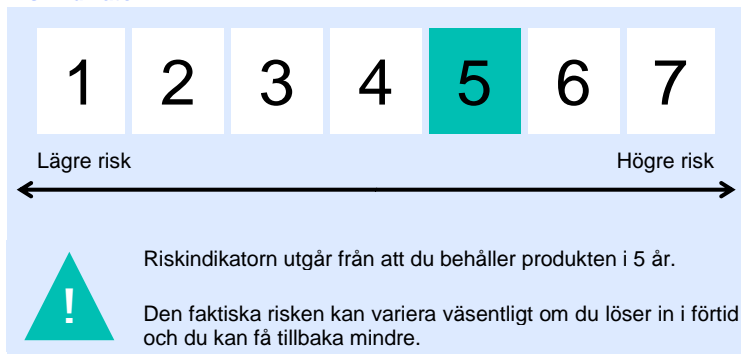 1 2 3 4 5 6 7
Lägre risk Högre risk
!
Riskindikatorn utgår från att du behåller produkten i 5 år.
Den faktiska risken kan variera väsentligt om du löser in i förtid
och du kan få tillbaka mindre.